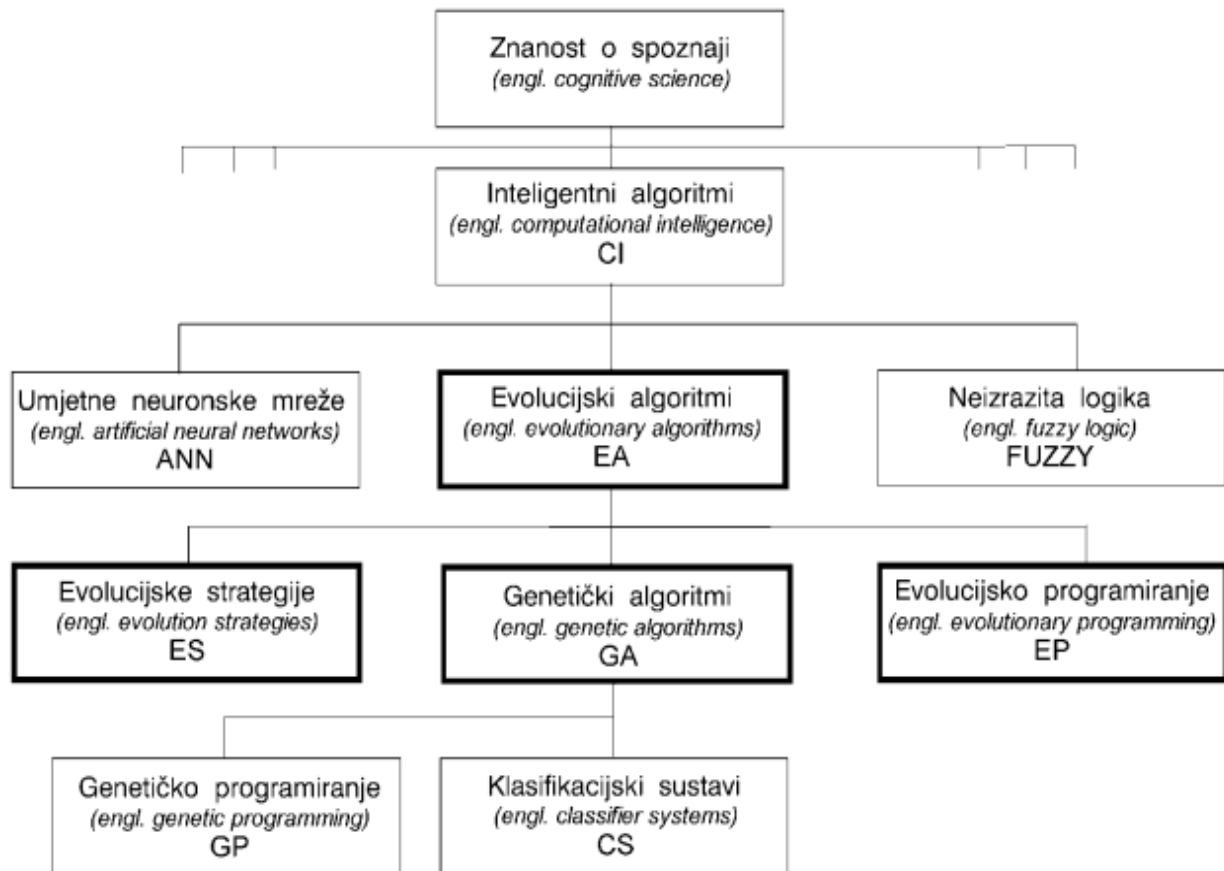 Znanost o spoznaji
(engl. cognitive science)
Inteligentni algoritmi
(engl. computational intelligence)
CI
Umjetne neuronske mreže
(engl. artificial neural networks)
ANN
Evolucijski algoritmi
(engl. evolutionary algorithms)
EA
Neizrazita logika
(engl. fuzzy logic)
FUZZY
Evolucijske strategije
(engl. evolution strategies)
ES
Genetički algoritmi
(engl. genetic algorithms)
GA
Evolucijsko programiranje
(engl. evolutionary programming)
EP
Genetičko programiranje
(engl. genetic programming)
GP
Klasifikacijski sustavi
(engl. classifier systems)
CS